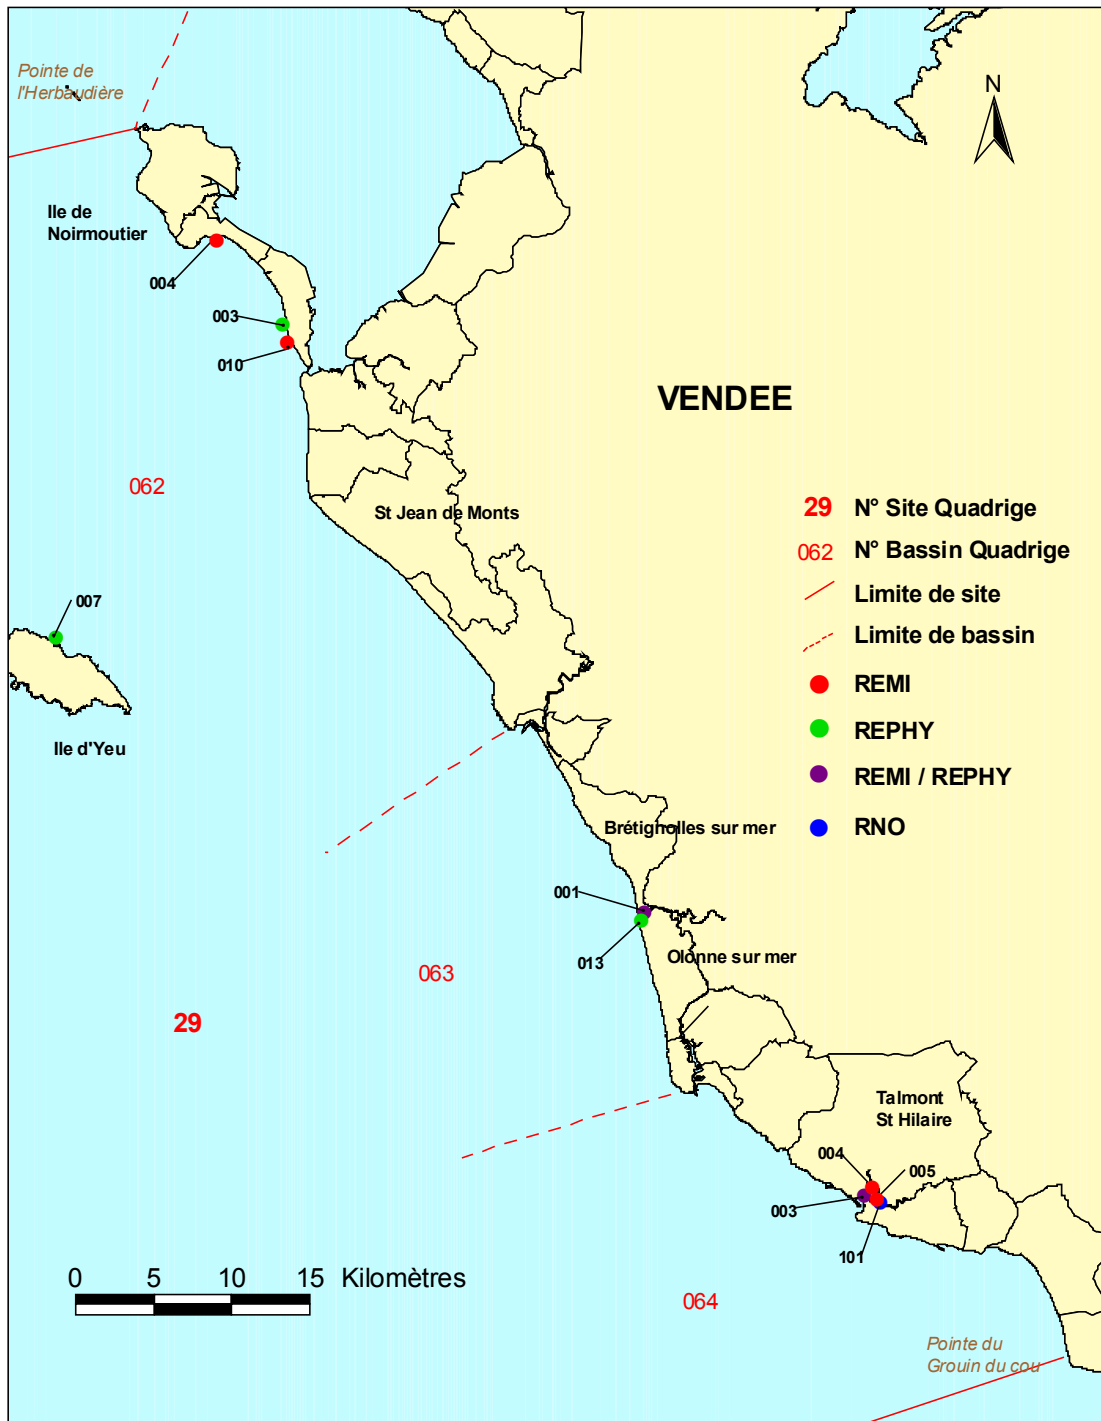 Pointe de
l'Herbaudière
N
Ile de
Noirmoutier
004
003
010
VENDEE
062
St Jean de Monts
29 N° Site Quadrige
062 N° Bassin Quadrige
Limite de site
Limite de bassin
REMI
REPHY
REMI / REPHY
RNO
007
Ile d'Yeu
Brétignolles sur mer
001
013
Olonne sur mer
063
29
Talmont
St Hilaire
004
005
003
101
0 5 10 15 Kilomètres
064
Pointe du
Grouin du cou